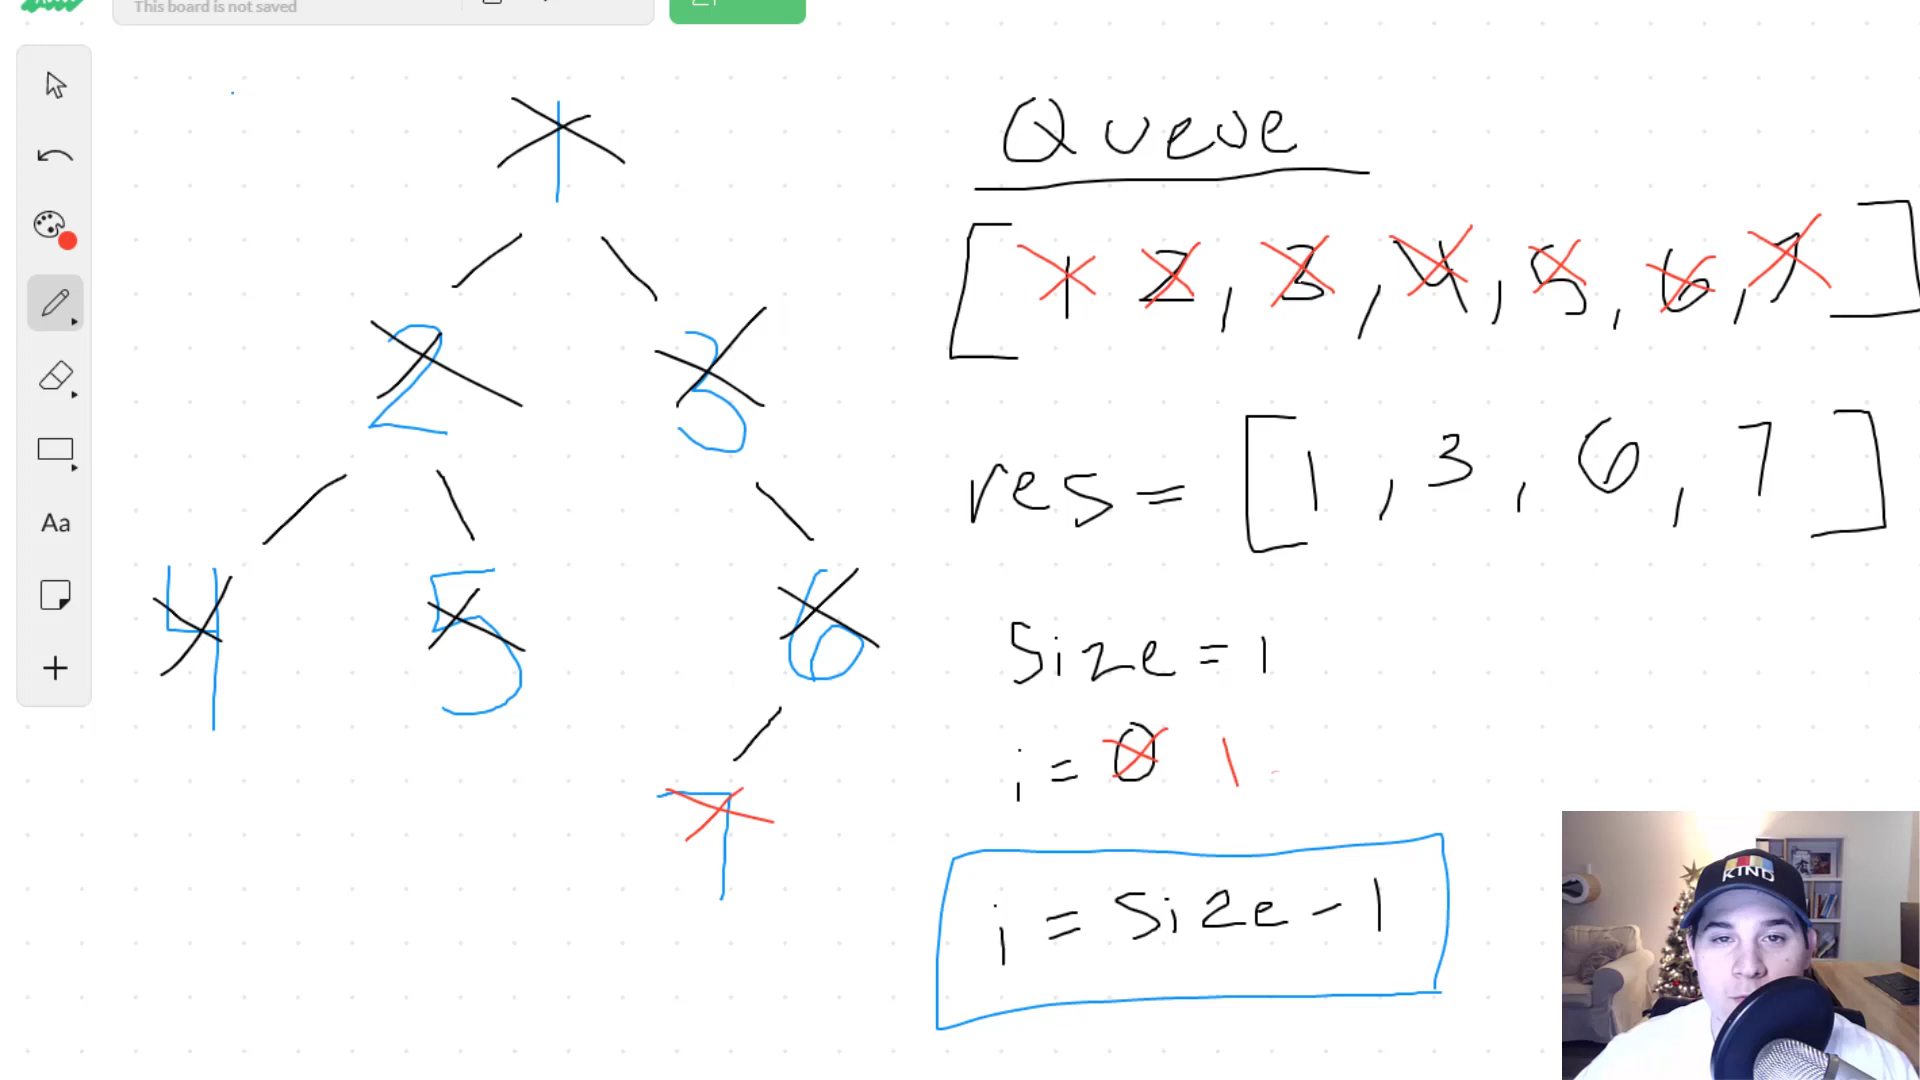 This board is not saved
1
2 3
4 5 6
7
Queue
[1 2, 3, 4, 5, 6, 7]
res = [1, 3, 6, 7]
Size = 1
i = 0 1
i = Size - 1
Aa
KIND